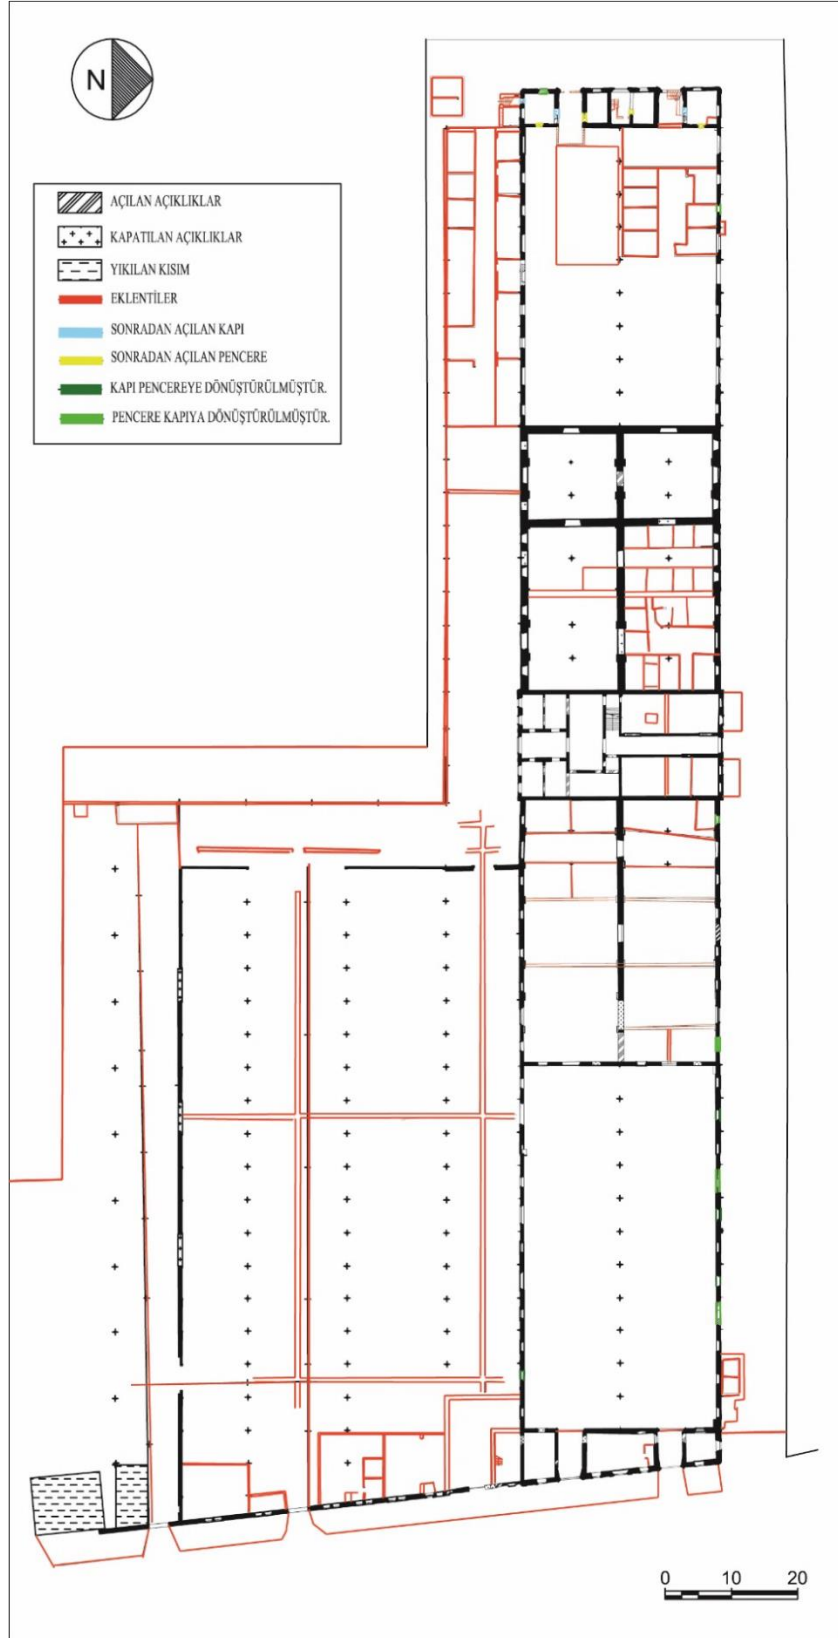 N
AÇILAN AÇIKLIKLAR
KAPATILAN AÇIKLIKLAR
YIKILAN KISIM
EKLENTİLER
SONRADAN AÇILAN KAPI
SONRADAN AÇILAN PENCERE
KAPI PENCEREYE DÖNÜŞTÜRÜLMÜŞTÜR.
PENCERE KAPIYA DÖNÜŞTÜRÜLMÜŞTÜR.
0 10 20